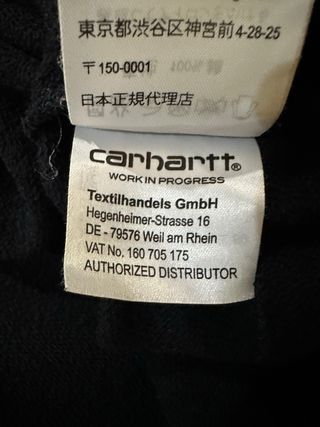 東京都渋谷区神宮前4-28-25
〒150-0001
日本正規代理店
carhartt®
WORK IN PROGRESS
Textilhandels GmbH
Hegenheimer-Strasse 16
DE - 79576 Weil am Rhein
VAT No. 160 705 175
AUTHORIZED DISTRIBUTOR